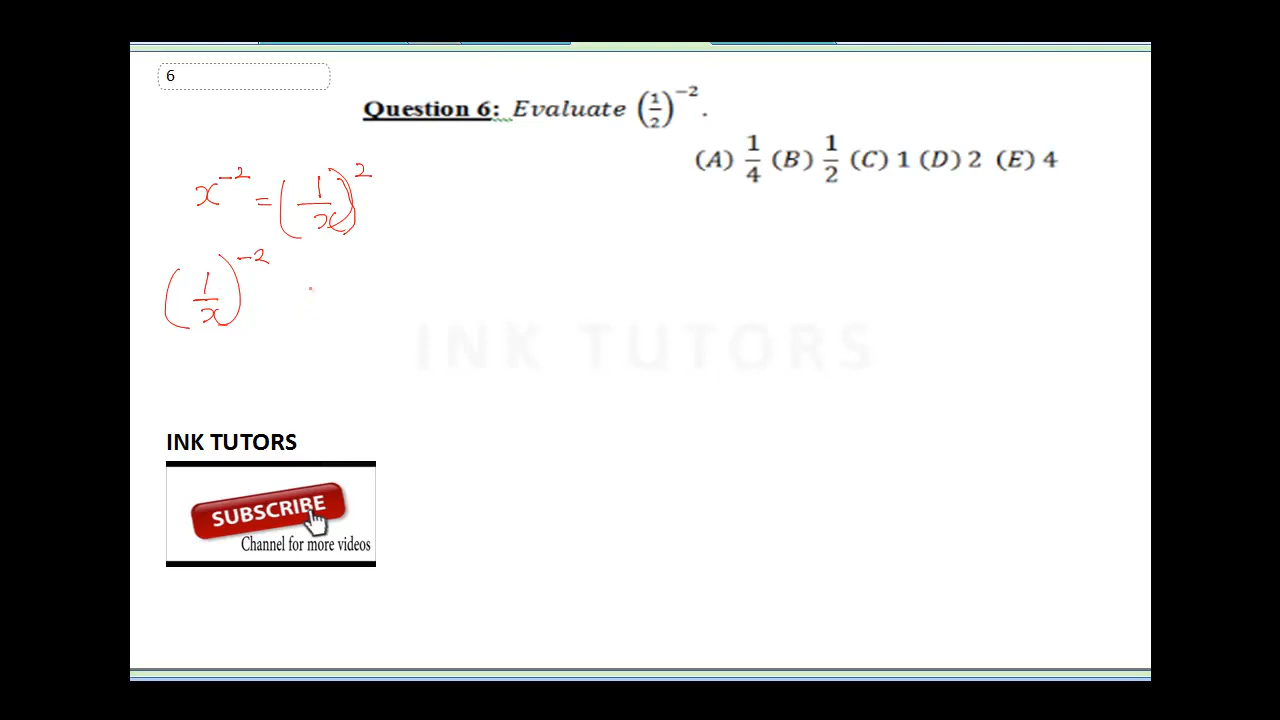 6
Question 6: Evaluate (1/2)^-2.
(A) 1/4 (B) 1/2 (C) 1 (D) 2 (E) 4
x^-2 = (1/x)^2
(1/x)^-2
INK TUTORS
INK TUTORS
SUBSCRIBE
Channel for more videos